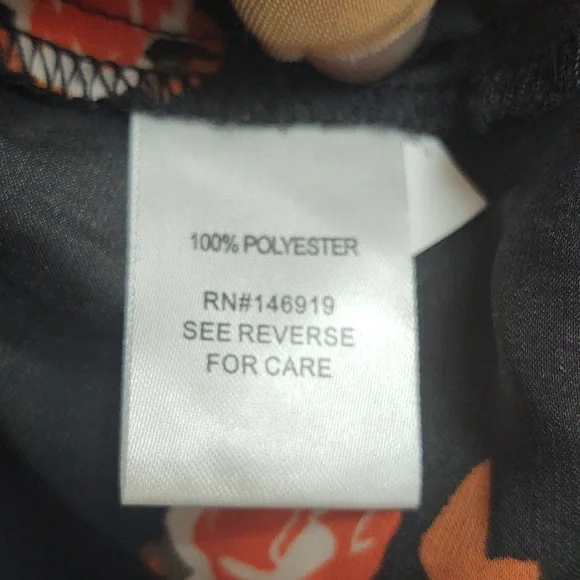 100% POLYESTER
RN#146919
SEE REVERSE
FOR CARE